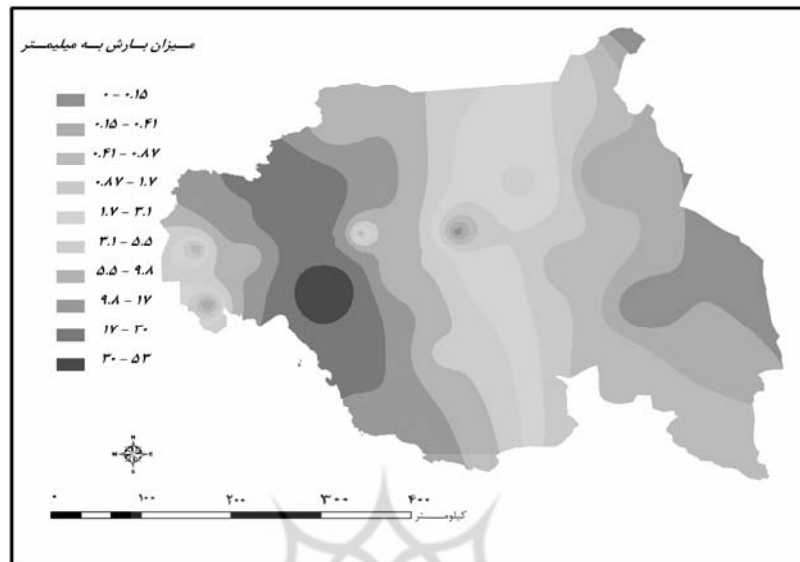 میزان بارش به میلیمتر
۰ - ۰.۱۵
۰.۱۵ - ۰.۴۱
۰.۴۱ - ۰.۸۷
۰.۸۷ - ۱.۷
۱.۷ - ۳.۱
۳.۱ - ۵.۵
۵.۵ - ۹.۸
۹.۸ - ۱۷
۱۷ - ۳۰
۳۰ - ۵۳
N
W E
S
۰ ۱۰۰ ۲۰۰ ۳۰۰ ۴۰۰
کیلومتر